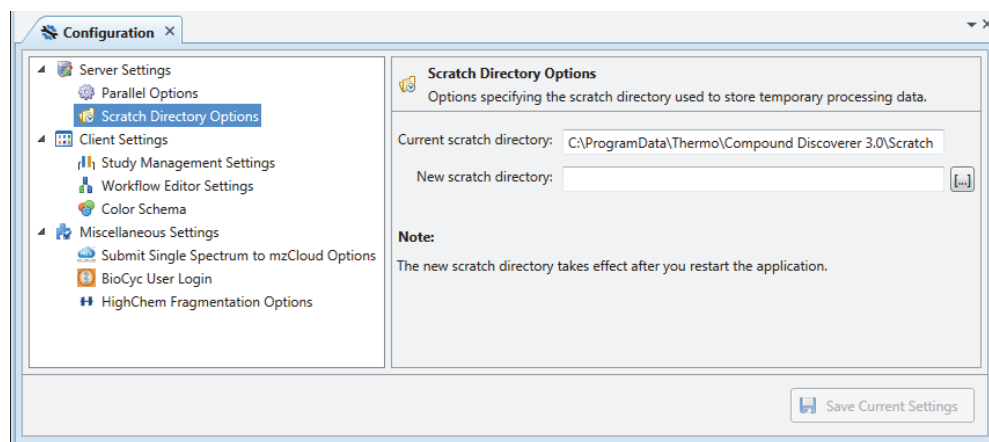 Configuration
Server Settings
Parallel Options
Scratch Directory Options
Client Settings
Study Management Settings
Workflow Editor Settings
Color Schema
Miscellaneous Settings
Submit Single Spectrum to mzCloud Options
BioCyc User Login
HighChem Fragmentation Options
Scratch Directory Options
Options specifying the scratch directory used to store temporary processing data.
Current scratch directory: C:\ProgramData\Thermo\Compound Discoverer 3.0\Scratch
New scratch directory: [...]
Note:
The new scratch directory takes effect after you restart the application.
Save Current Settings